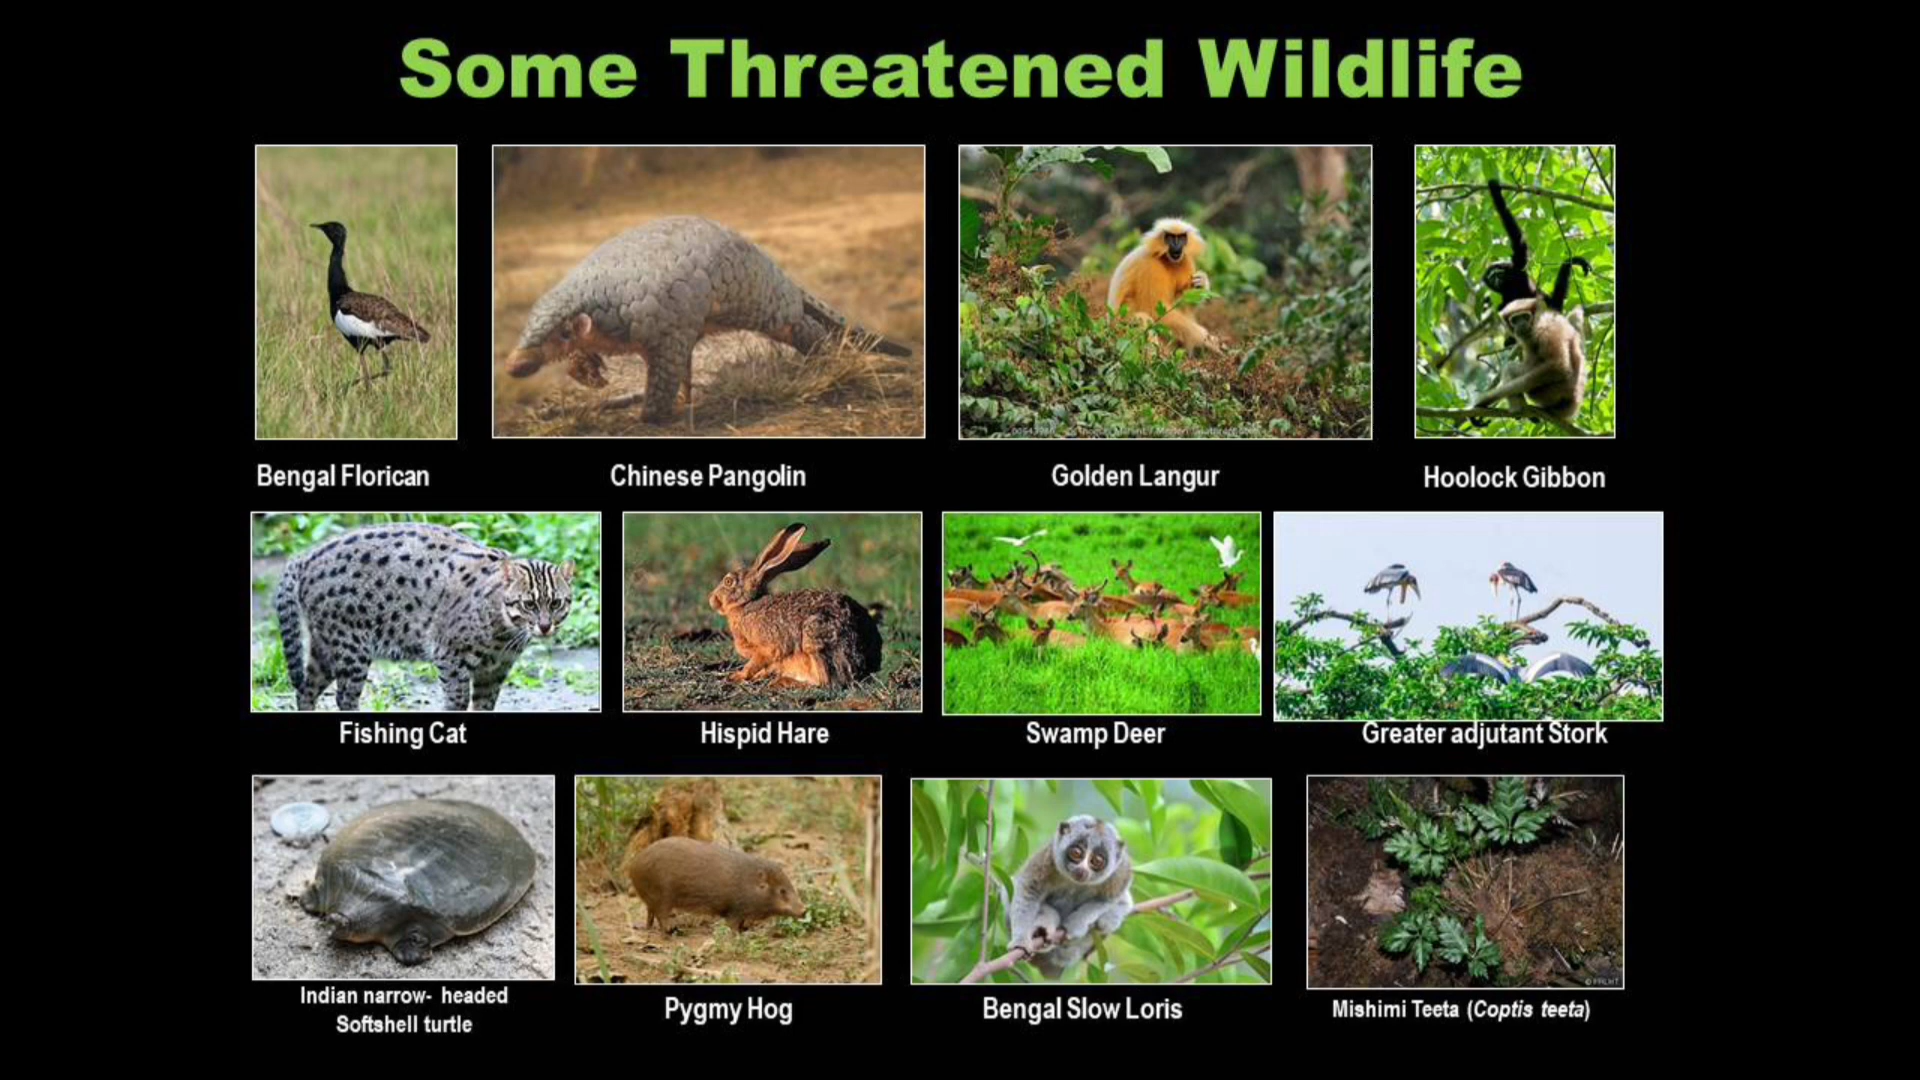 Some Threatened Wildlife
Bengal Florican
Chinese Pangolin
Golden Langur
Hoolock Gibbon
Fishing Cat
Hispid Hare
Swamp Deer
Greater adjutant Stork
Indian narrow- headed
Softshell turtle
Pygmy Hog
Bengal Slow Loris
Mishimi Teeta (Coptis teeta)